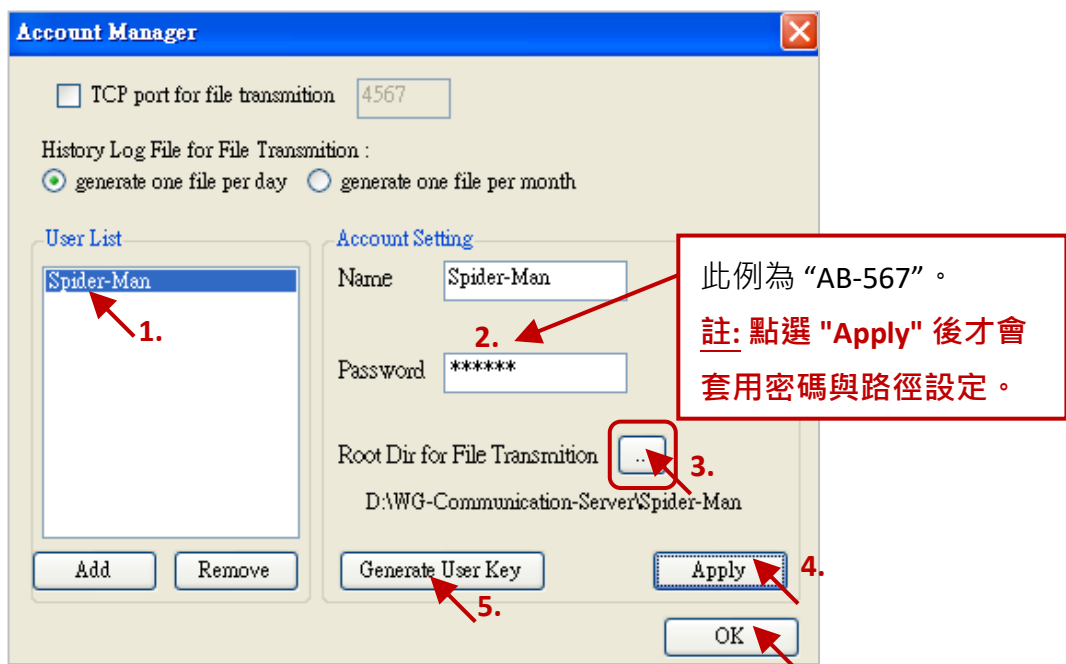 Account Manager
TCP port for file transmition 4567
History Log File for File Transmition :
generate one file per day generate one file per month
User List
Spider-Man
1.
Add Remove
Account Setting
Name Spider-Man
2.
Password ******
Root Dir for File Transmition ..
3.
D:\WG-Communication-Server\Spider-Man
Generate User Key Apply
4.
5.
OK
此例為 “AB-567”。
註: 點選 "Apply" 後才會
套用密碼與路徑設定。